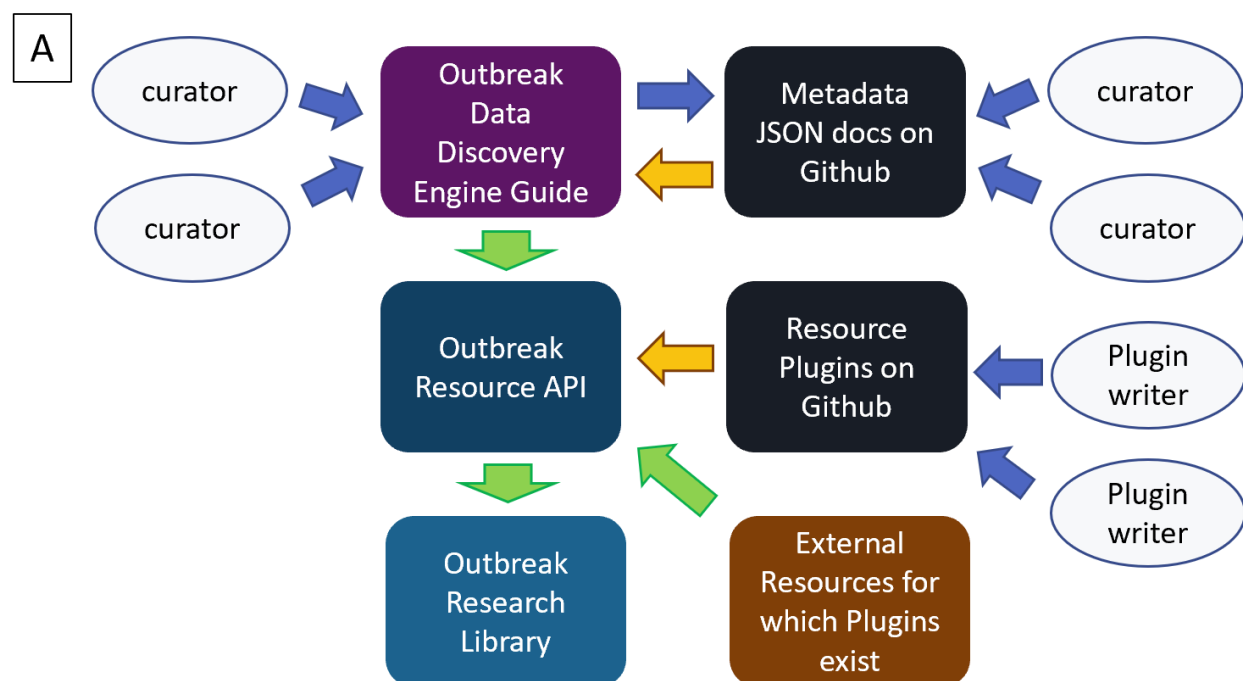 A
curator
curator
Outbreak
Data
Discovery
Engine Guide
Metadata
JSON docs on
Github
curator
curator
Outbreak
Resource API
Resource
Plugins on
Github
Plugin
writer
Plugin
writer
Outbreak
Research
Library
External
Resources for
which Plugins
exist